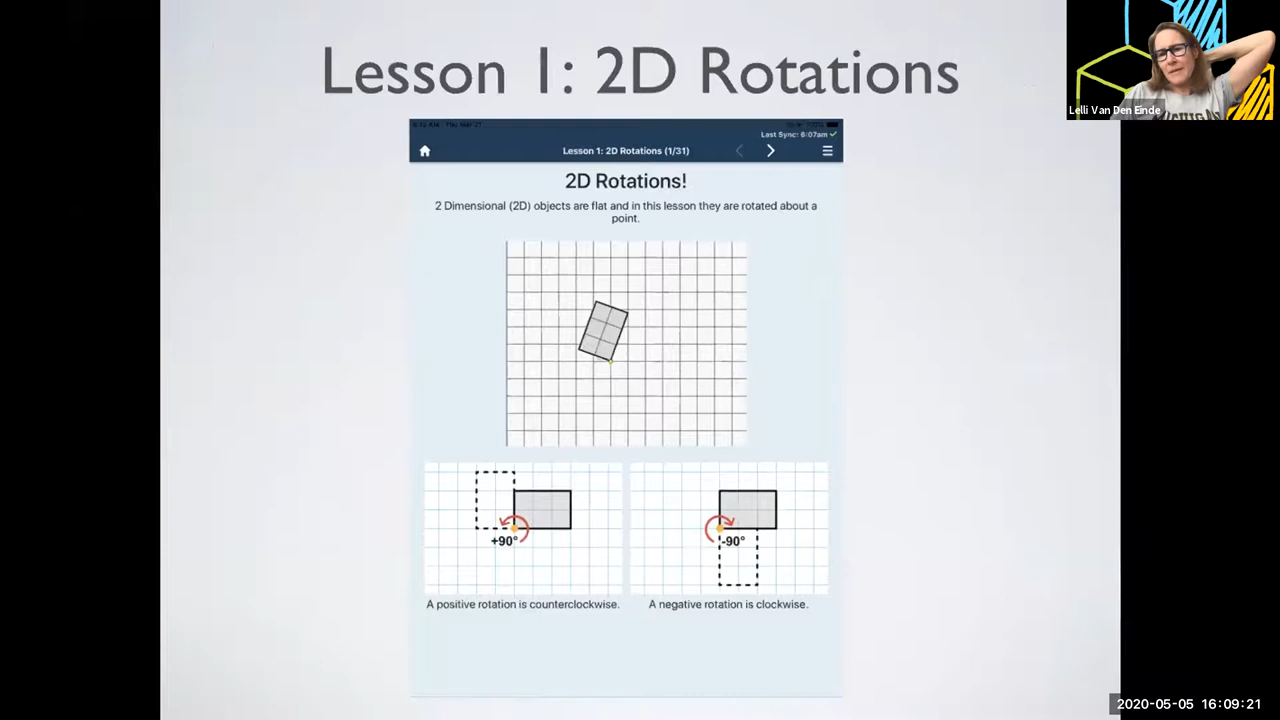 Lesson 1: 2D Rotations
Lelli Van Den Einde
Last Sync: 6:07am ✓
Lesson 1: 2D Rotations (1/31)
2D Rotations!
2 Dimensional (2D) objects are flat and in this lesson they are rotated about a
point.
+90°
-90°
A positive rotation is counterclockwise.
A negative rotation is clockwise.
2020-05-05 16:09:21